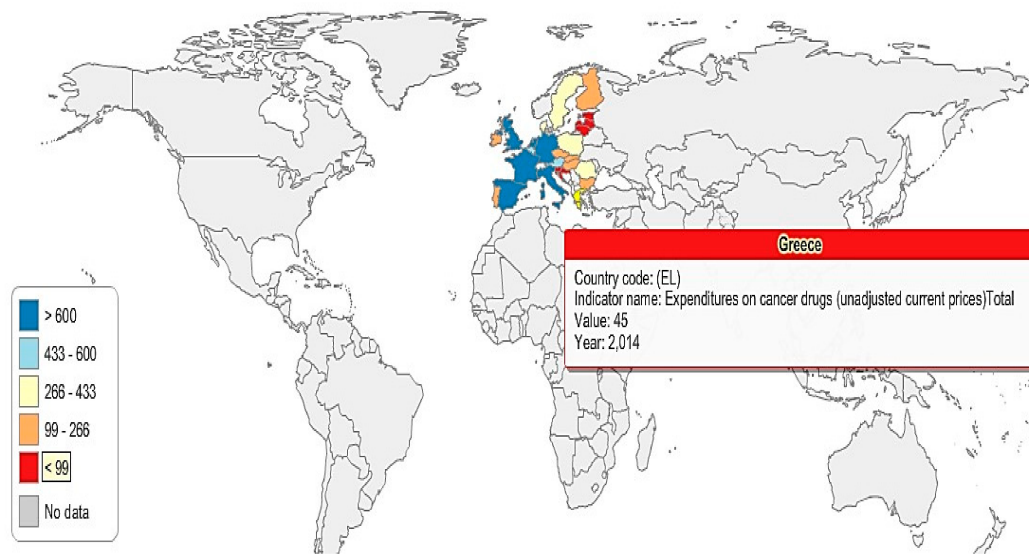 Greece
Country code: (EL)
Indicator name: Expenditures on cancer drugs (unadjusted current prices)Total
Value: 45
Year: 2,014
> 600
433 - 600
266 - 433
99 - 266
< 99
No data